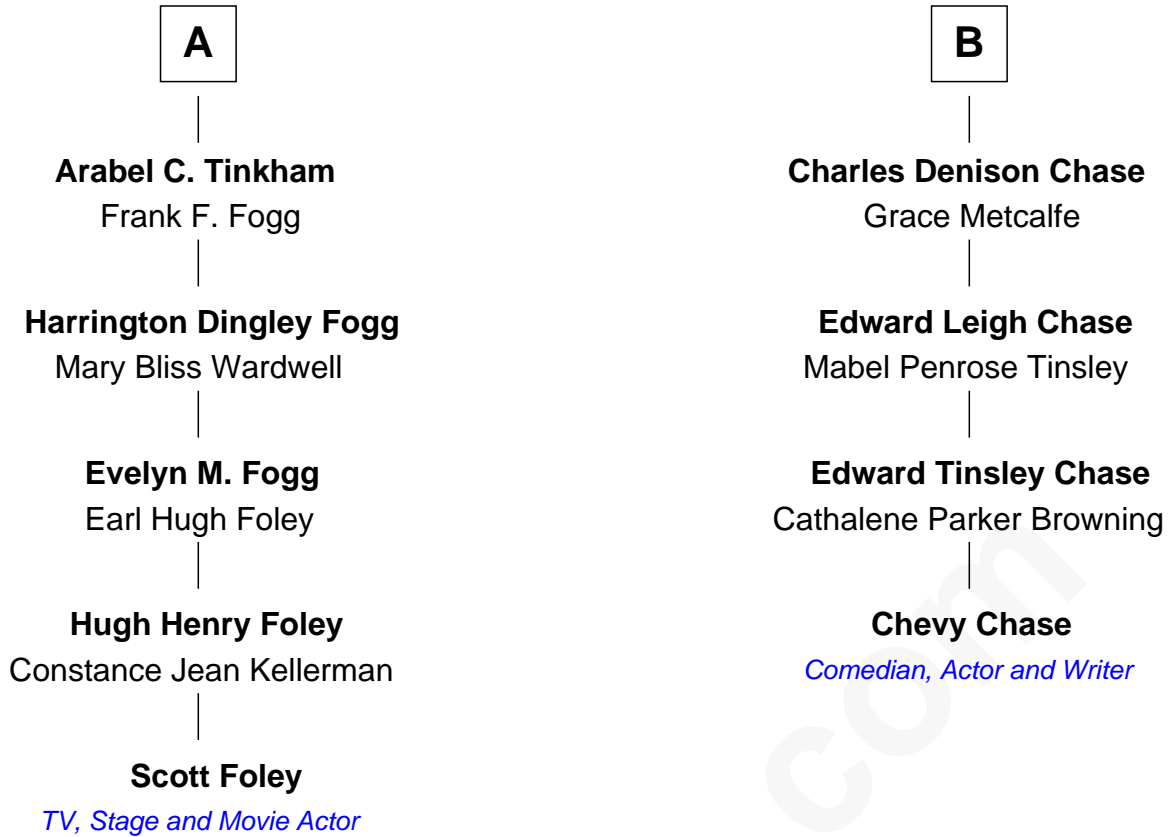 A
Arabel C. Tinkham
Frank F. Fogg
Harrington Dingley Fogg
Mary Bliss Wardwell
Evelyn M. Fogg
Earl Hugh Foley
Hugh Henry Foley
Constance Jean Kellerman
Scott Foley
TV, Stage and Movie Actor
B
Charles Denison Chase
Grace Metcalfe
Edward Leigh Chase
Mabel Penrose Tinsley
Edward Tinsley Chase
Cathalene Parker Browning
Chevy Chase
Comedian, Actor and Writer
com